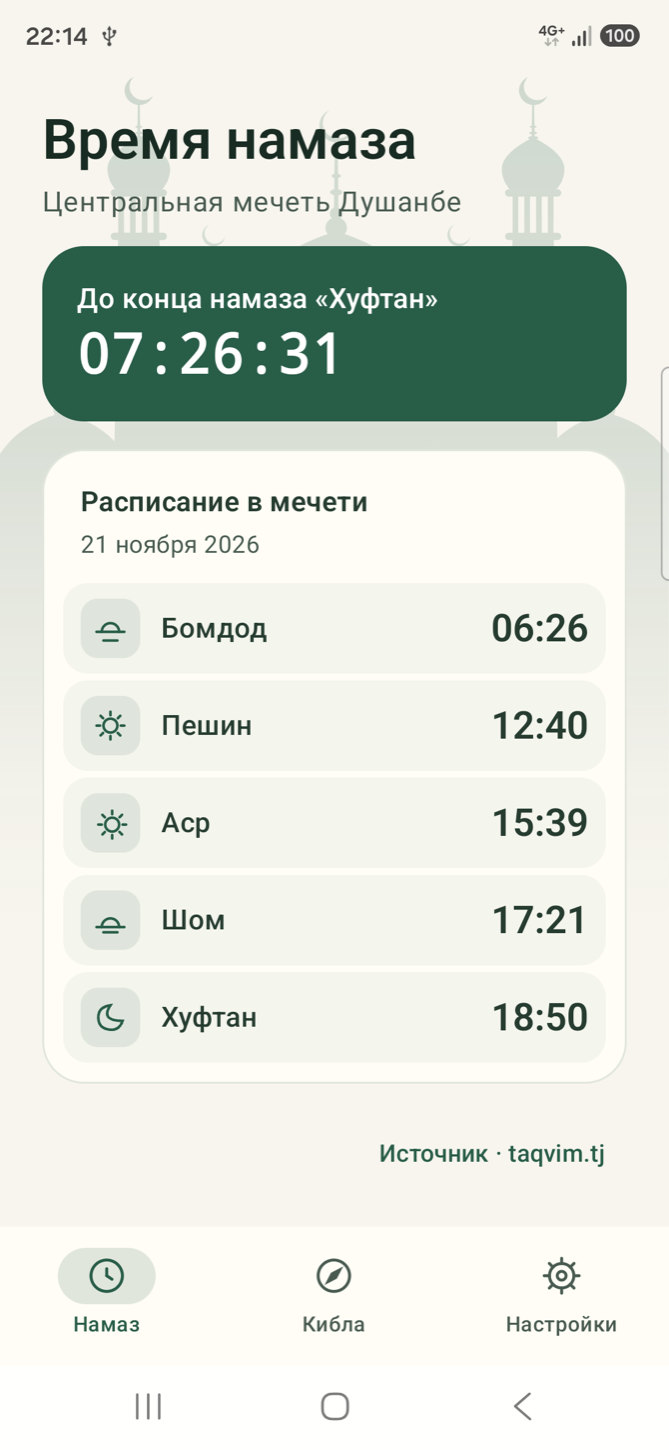 22:14
4G+
100
Время намаза
Центральная мечеть Душанбе
До конца намаза «Хуфтан»
07:26:31
Расписание в мечети
21 ноября 2026
Бомдод 06:26
Пешин 12:40
Аср 15:39
Шом 17:21
Хуфтан 18:50
Источник · taqvim.tj
Намаз Кибла Настройки